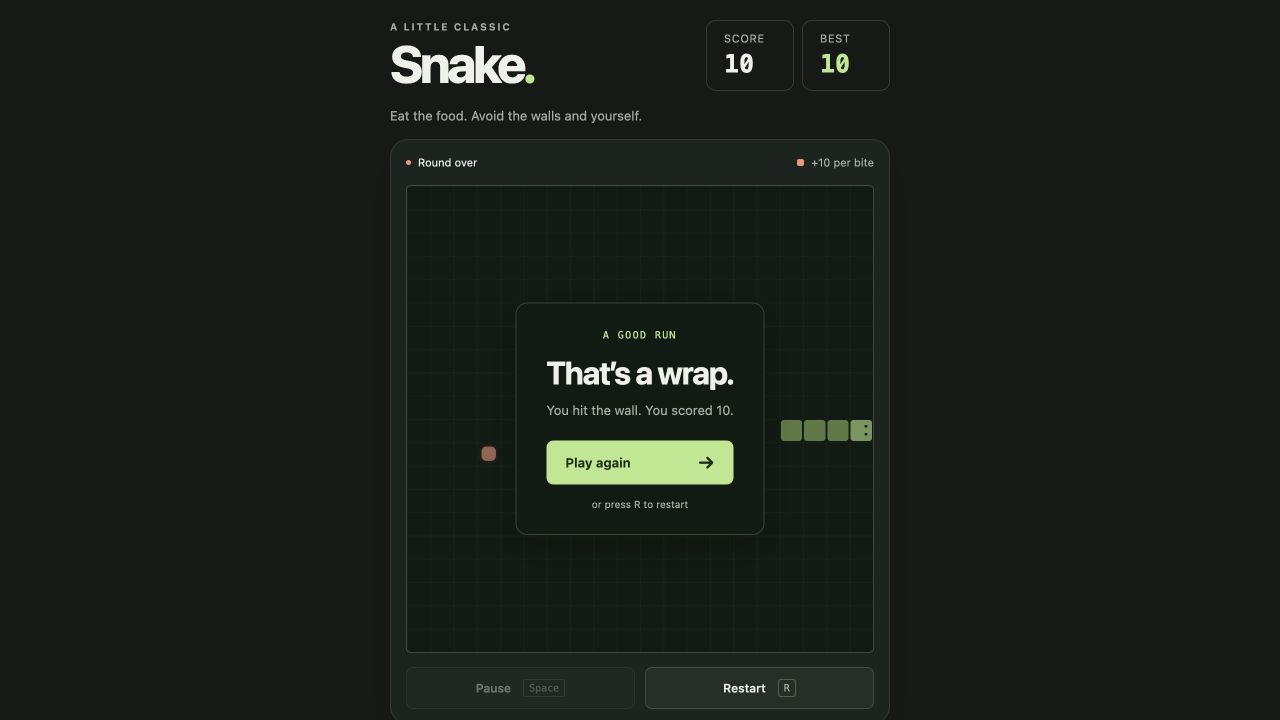 A LITTLE CLASSIC
Snake.
SCORE
10
BEST
10
Eat the food. Avoid the walls and yourself.
Round over
+10 per bite
A GOOD RUN
That's a wrap.
You hit the wall. You scored 10.
Play again →
or press R to restart
Pause Space
Restart R